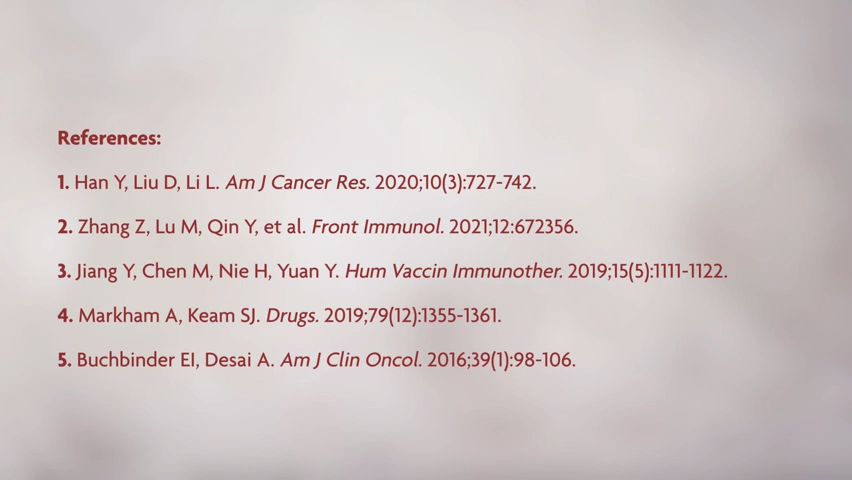 References:
1. Han Y, Liu D, Li L. Am J Cancer Res. 2020;10(3):727-742.
2. Zhang Z, Lu M, Qin Y, et al. Front Immunol. 2021;12:672356.
3. Jiang Y, Chen M, Nie H, Yuan Y. Hum Vaccin Immunother. 2019;15(5):1111-1122.
4. Markham A, Keam SJ. Drugs. 2019;79(12):1355-1361.
5. Buchbinder EI, Desai A. Am J Clin Oncol. 2016;39(1):98-106.